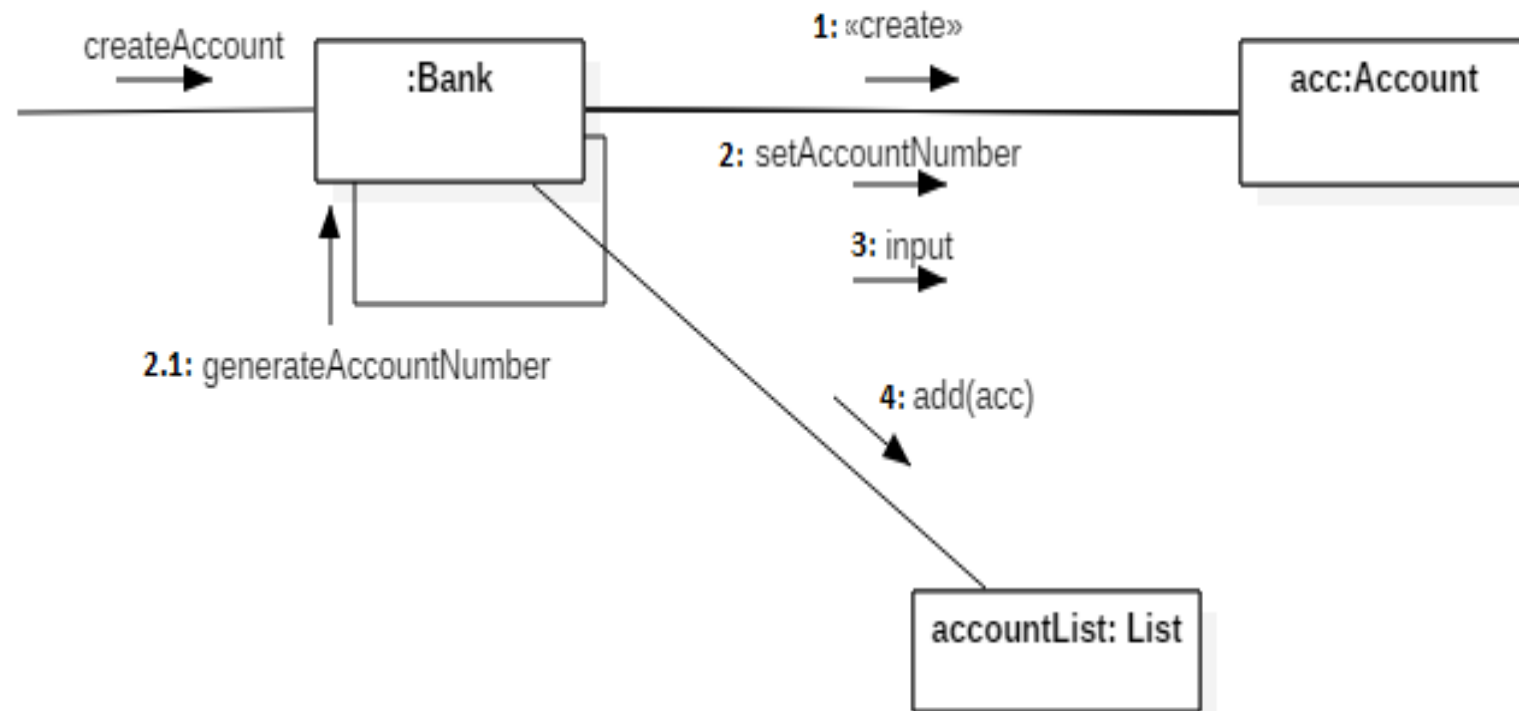 createAccount
:Bank
1: «create»
acc:Account
2: setAccountNumber
3: input
2.1: generateAccountNumber
4: add(acc)
accountList: List